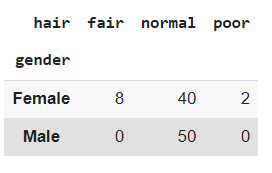 hair fair normal poor
gender
Female 8 40 2
Male 0 50 0